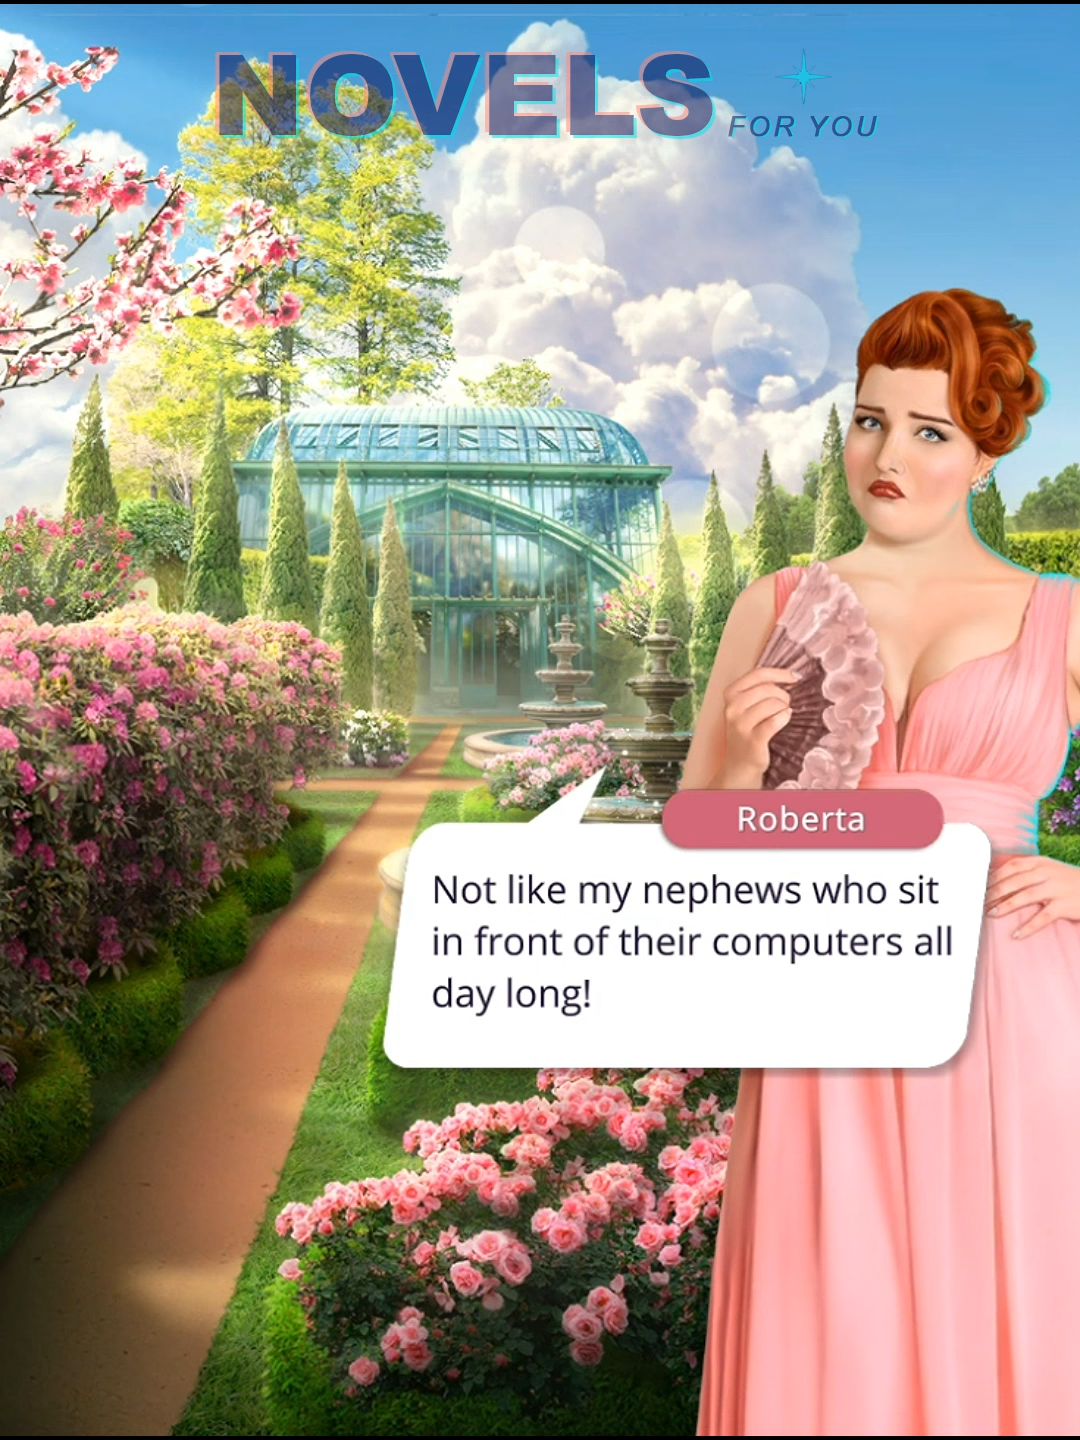 NOVELS FOR YOU
Roberta
Not like my nephews who sit
in front of their computers all
day long!